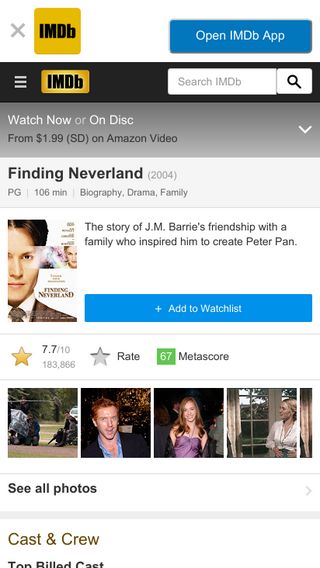 IMDb
Open IMDb App
IMDb
Search IMDb
Watch Now or On Disc
From $1.99 (SD) on Amazon Video
Finding Neverland (2004)
PG | 106 min | Biography, Drama, Family
The story of J.M. Barrie's friendship with a
family who inspired him to create Peter Pan.
FINDING
NEVERLAND
+ Add to Watchlist
7.7/10
183,866
Rate
67 Metascore
See all photos
Cast & Crew
Top Billed Cast